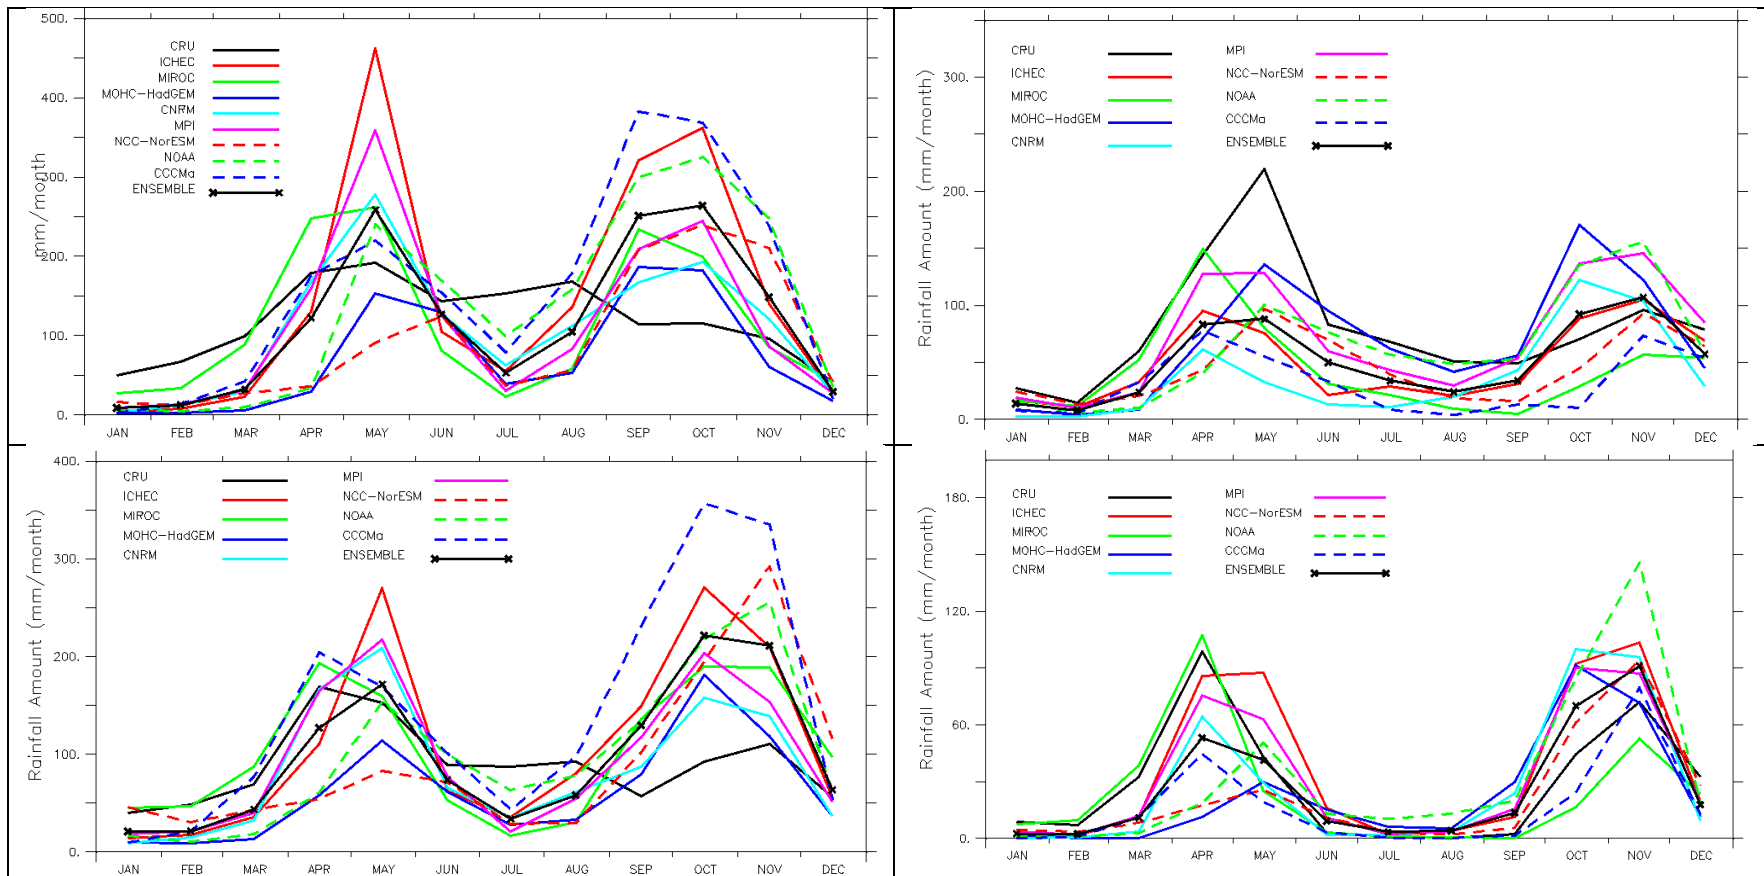 500.
400.
300.
200.
100.
0.
mm/month
CRU
ICHEC
MIROC
MOHC-HadGEM
CNRM
MPI
NCC-NorESM
NOAA
CCCMa
ENSEMBLE
JAN FEB MAR APR MAY JUN JUL AUG SEP OCT NOV DEC
300.
200.
100.
0.
Rainfall Amount (mm/month)
CRU MPI
ICHEC NCC-NorESM
MIROC NOAA
MOHC-HadGEM CCCMa
CNRM ENSEMBLE
JAN FEB MAR APR MAY JUN JUL AUG SEP OCT NOV DEC
400.
300.
200.
100.
0.
Rainfall Amount (mm/month)
CRU MPI
ICHEC NCC-NorESM
MIROC NOAA
MOHC-HadGEM CCCMa
CNRM ENSEMBLE
JAN FEB MAR APR MAY JUN JUL AUG SEP OCT NOV DEC
180.
120.
60.
0.
Rainfall Amount (mm/month)
CRU MPI
ICHEC NCC-NorESM
MIROC NOAA
MOHC-HadGEM CCCMa
CNRM ENSEMBLE
JAN FEB MAR APR MAY JUN JUL AUG SEP OCT NOV DEC